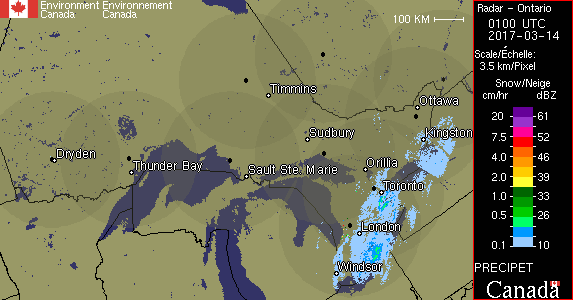 Environment Environnement
Canada Canada
100 KM
Timmins
Ottawa
Kingston
Sudbury
Dryden
Thunder Bay
Sault Ste. Marie
Orillia
Toronto
London
Windsor
Radar - Ontario
0100 UTC
2017-03-14
Scale/Échelle:
3.5 km/Pixel
Snow/Neige
cm/hr dBZ
20 61
7.5 52
4.0 46
2.0 39
1.0 33
0.5 26
0.1 10
PRECIPET
Canada